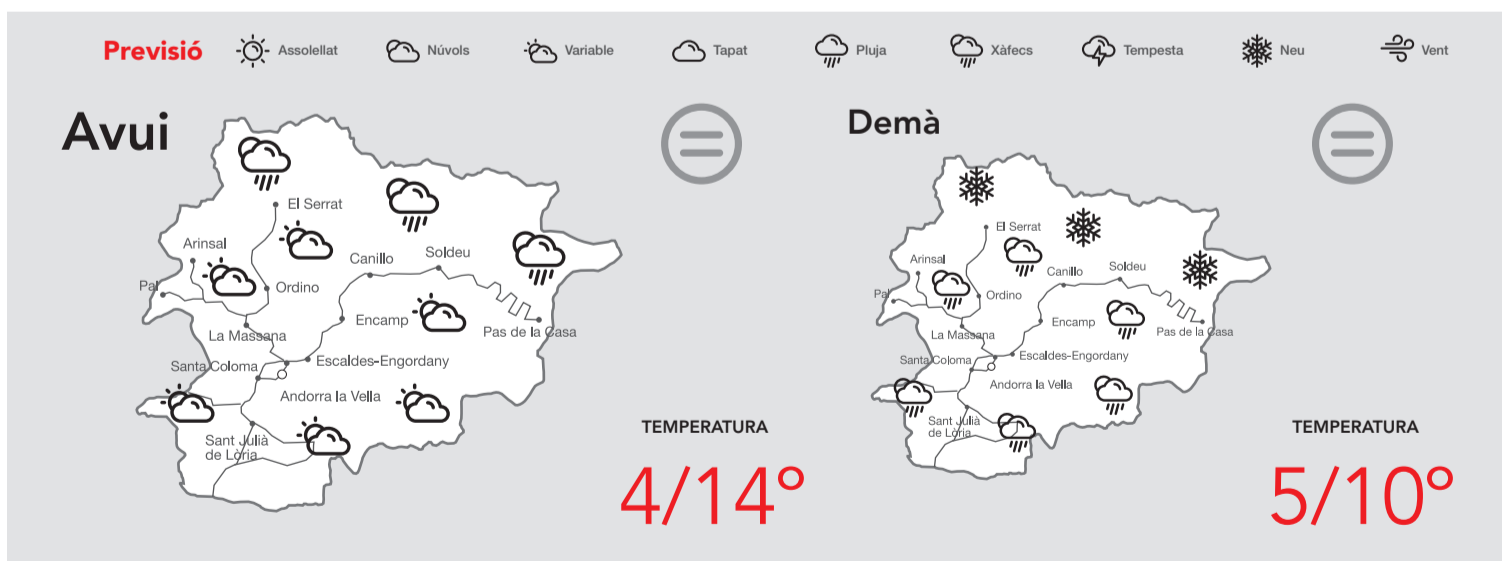 Previsió
Assolellat
Núvols
Variable
Tapat
Pluja
Xàfecs
Tempesta
Neu
Vent
Avui
El Serrat
Arinsal
Soldeu
Canillo
Pal
Ordino
Encamp
Pas de la Casa
La Massana
Escaldes-Engordany
Santa Coloma
Andorra la Vella
Sant Julià
de Lòria
TEMPERATURA
4/14°
Demà
El Serrat
Arinsal
Soldeu
Canillo
Pal
Ordino
Encamp
Pas de la Casa
La Massana
Escaldes-Engordany
Santa Coloma
Andorra la Vella
Sant Julià
de Lòria
TEMPERATURA
5/10°